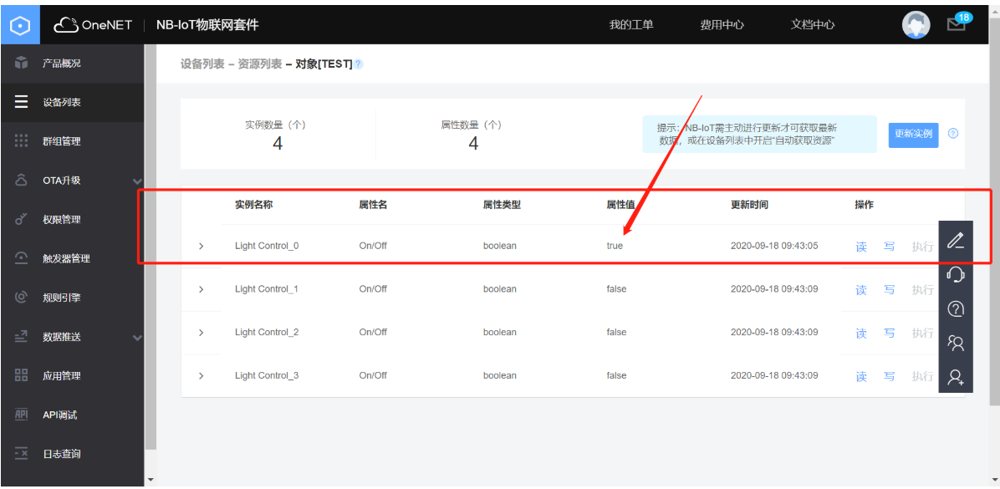 OneNET
NB-IoT物联网套件
我的工单
费用中心
文档中心
18
产品概况
设备列表
群组管理
OTA升级
权限管理
触发器管理
规则引擎
数据推送
应用管理
API API调试
日志查询
设备列表 – 资源列表 – 对象[TEST] ?
实例数量（个）
4
属性数量（个）
4
提示：NB-IoT需主动进行更新才可获取最新
数据，或在设备列表中开启“自动获取资源”
更新实例 ?
实例名称 属性名 属性类型 属性值 更新时间 操作
Light Control_0 On/Off boolean true 2020-09-18 09:43:05 读 写 执行
Light Control_1 On/Off boolean false 2020-09-18 09:43:09 读 写 执行
Light Control_2 On/Off boolean false 2020-09-18 09:43:09 读 写 执行
Light Control_3 On/Off boolean false 2020-09-18 09:43:09 读 写 执行